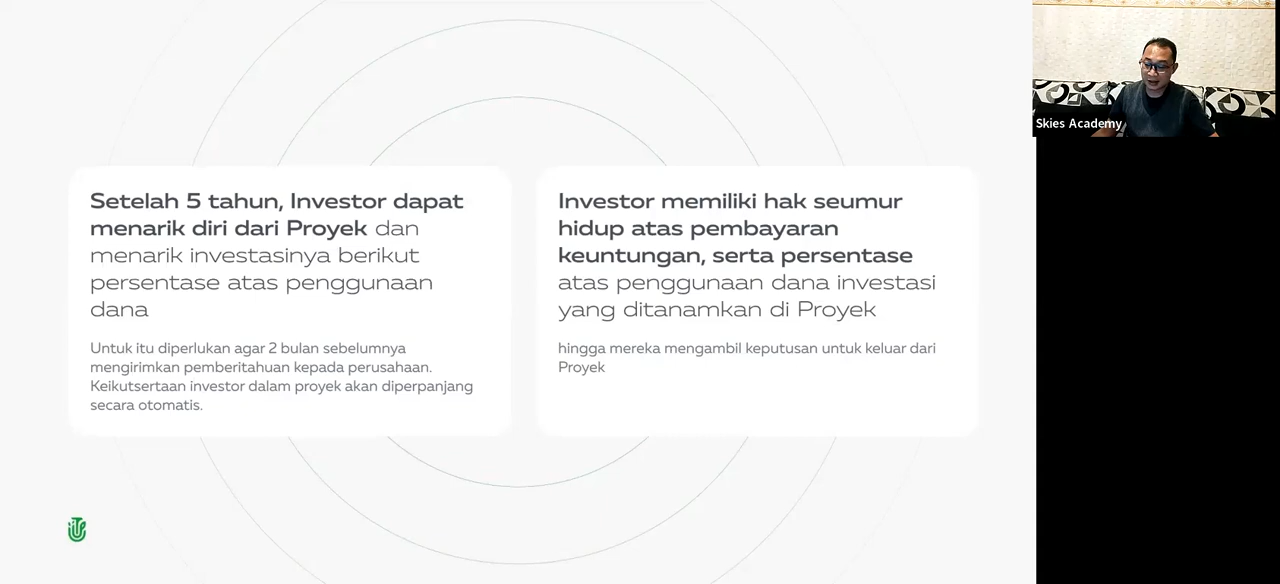 Setelah 5 tahun, Investor dapat
menarik diri dari Proyek dan
menarik investasinya berikut
persentase atas penggunaan
dana
Untuk itu diperlukan agar 2 bulan sebelumnya
mengirimkan pemberitahuan kepada perusahaan.
Keikutsertaan investor dalam proyek akan diperpanjang
secara otomatis.
Investor memiliki hak seumur
hidup atas pembayaran
keuntungan, serta persentase
atas penggunaan dana investasi
yang ditanamkan di Proyek
hingga mereka mengambil keputusan untuk keluar dari
Proyek
Skies Academy